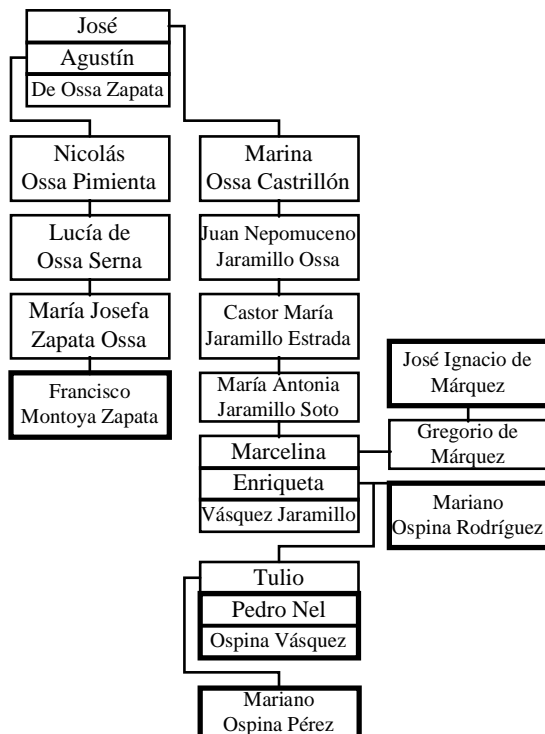 José
Agustín
De Ossa Zapata
Nicolás
Ossa Pimienta
Marina
Ossa Castrillón
Lucía de
Ossa Serna
Juan Nepomuceno
Jaramillo Ossa
María Josefa
Zapata Ossa
Castor María
Jaramillo Estrada
José Ignacio de
Márquez
Francisco
Montoya Zapata
María Antonia
Jaramillo Soto
Marcelina
Enriqueta
Vásquez Jaramillo
Gregorio de
Márquez
Mariano
Ospina Rodríguez
Tulio
Pedro Nel
Ospina Vásquez
Mariano
Ospina Pérez